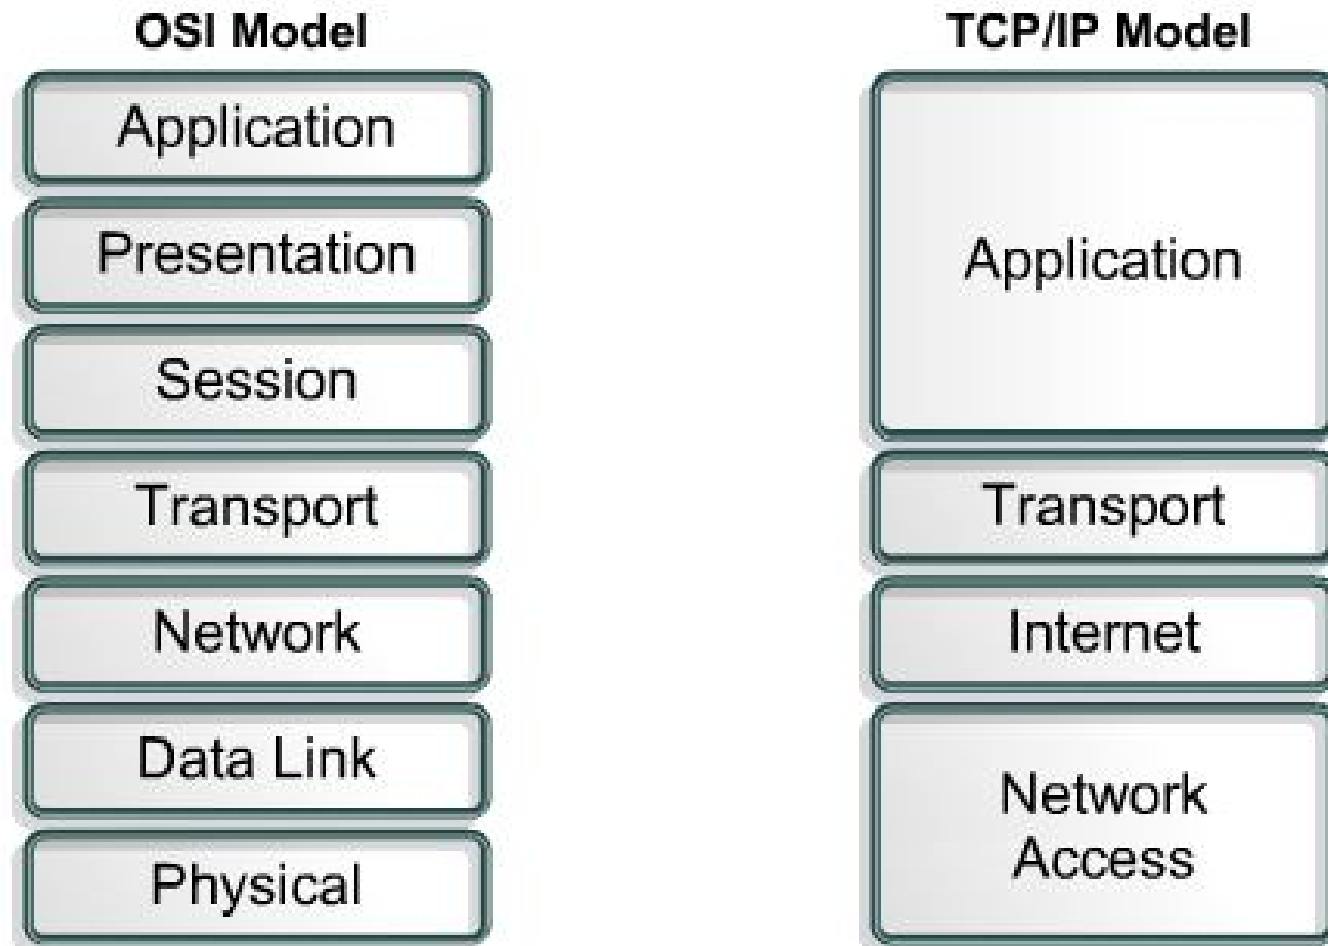 OSI Model
Application
Presentation
Session
Transport
Network
Data Link
Physical
TCP/IP Model
Application
Transport
Internet
Network
Access